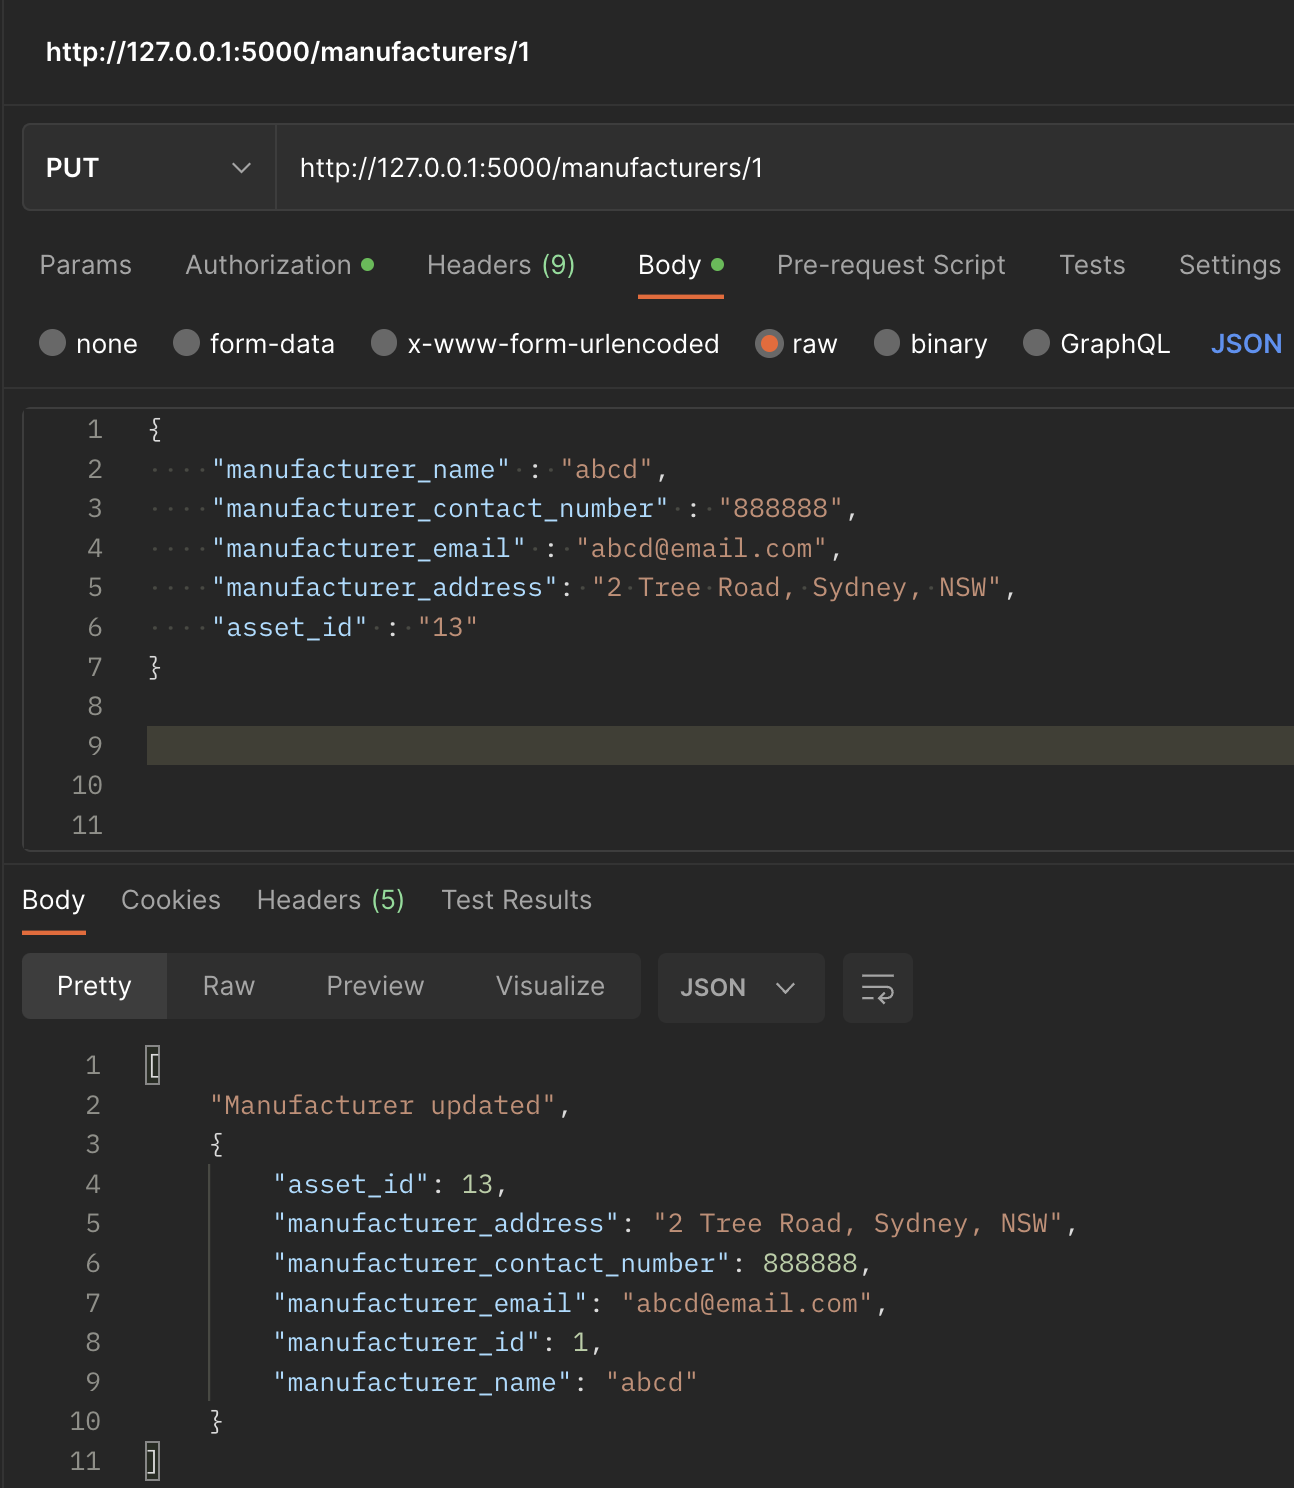 http://127.0.0.1:5000/manufacturers/1
PUT http://127.0.0.1:5000/manufacturers/1
Params Authorization Headers (9) Body Pre-request Script Tests Settings
none form-data x-www-form-urlencoded raw binary GraphQL JSON
1 {
2 "manufacturer_name" : "abcd",
3 "manufacturer_contact_number" : "888888",
4 "manufacturer_email" : "abcd@email.com",
5 "manufacturer_address": "2 Tree Road, Sydney, NSW",
6 "asset_id" : "13"
7 }
8
9
10
11
Body Cookies Headers (5) Test Results
Pretty Raw Preview Visualize JSON
1 [
2 "Manufacturer updated",
3 {
4 "asset_id": 13,
5 "manufacturer_address": "2 Tree Road, Sydney, NSW",
6 "manufacturer_contact_number": 888888,
7 "manufacturer_email": "abcd@email.com",
8 "manufacturer_id": 1,
9 "manufacturer_name": "abcd"
10 }
11 ]